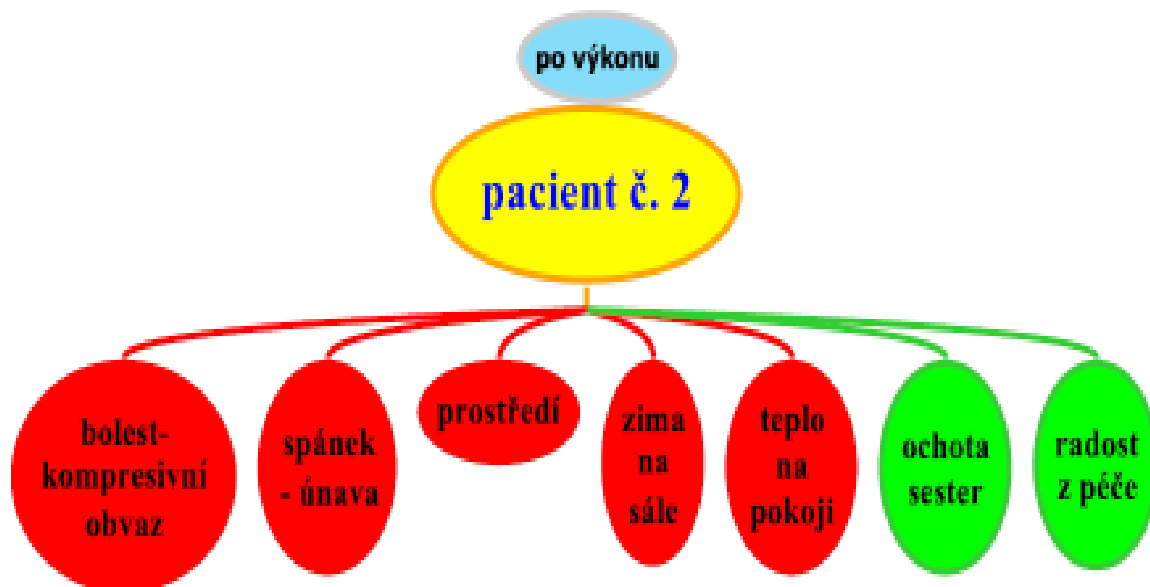 po výkonu
pacient č. 2
bolest-
kompresivní
obvaz
spánek
- únava
prostředí
zima
na
sále
teplo
na
pokoji
ochota
sester
radost
z péče